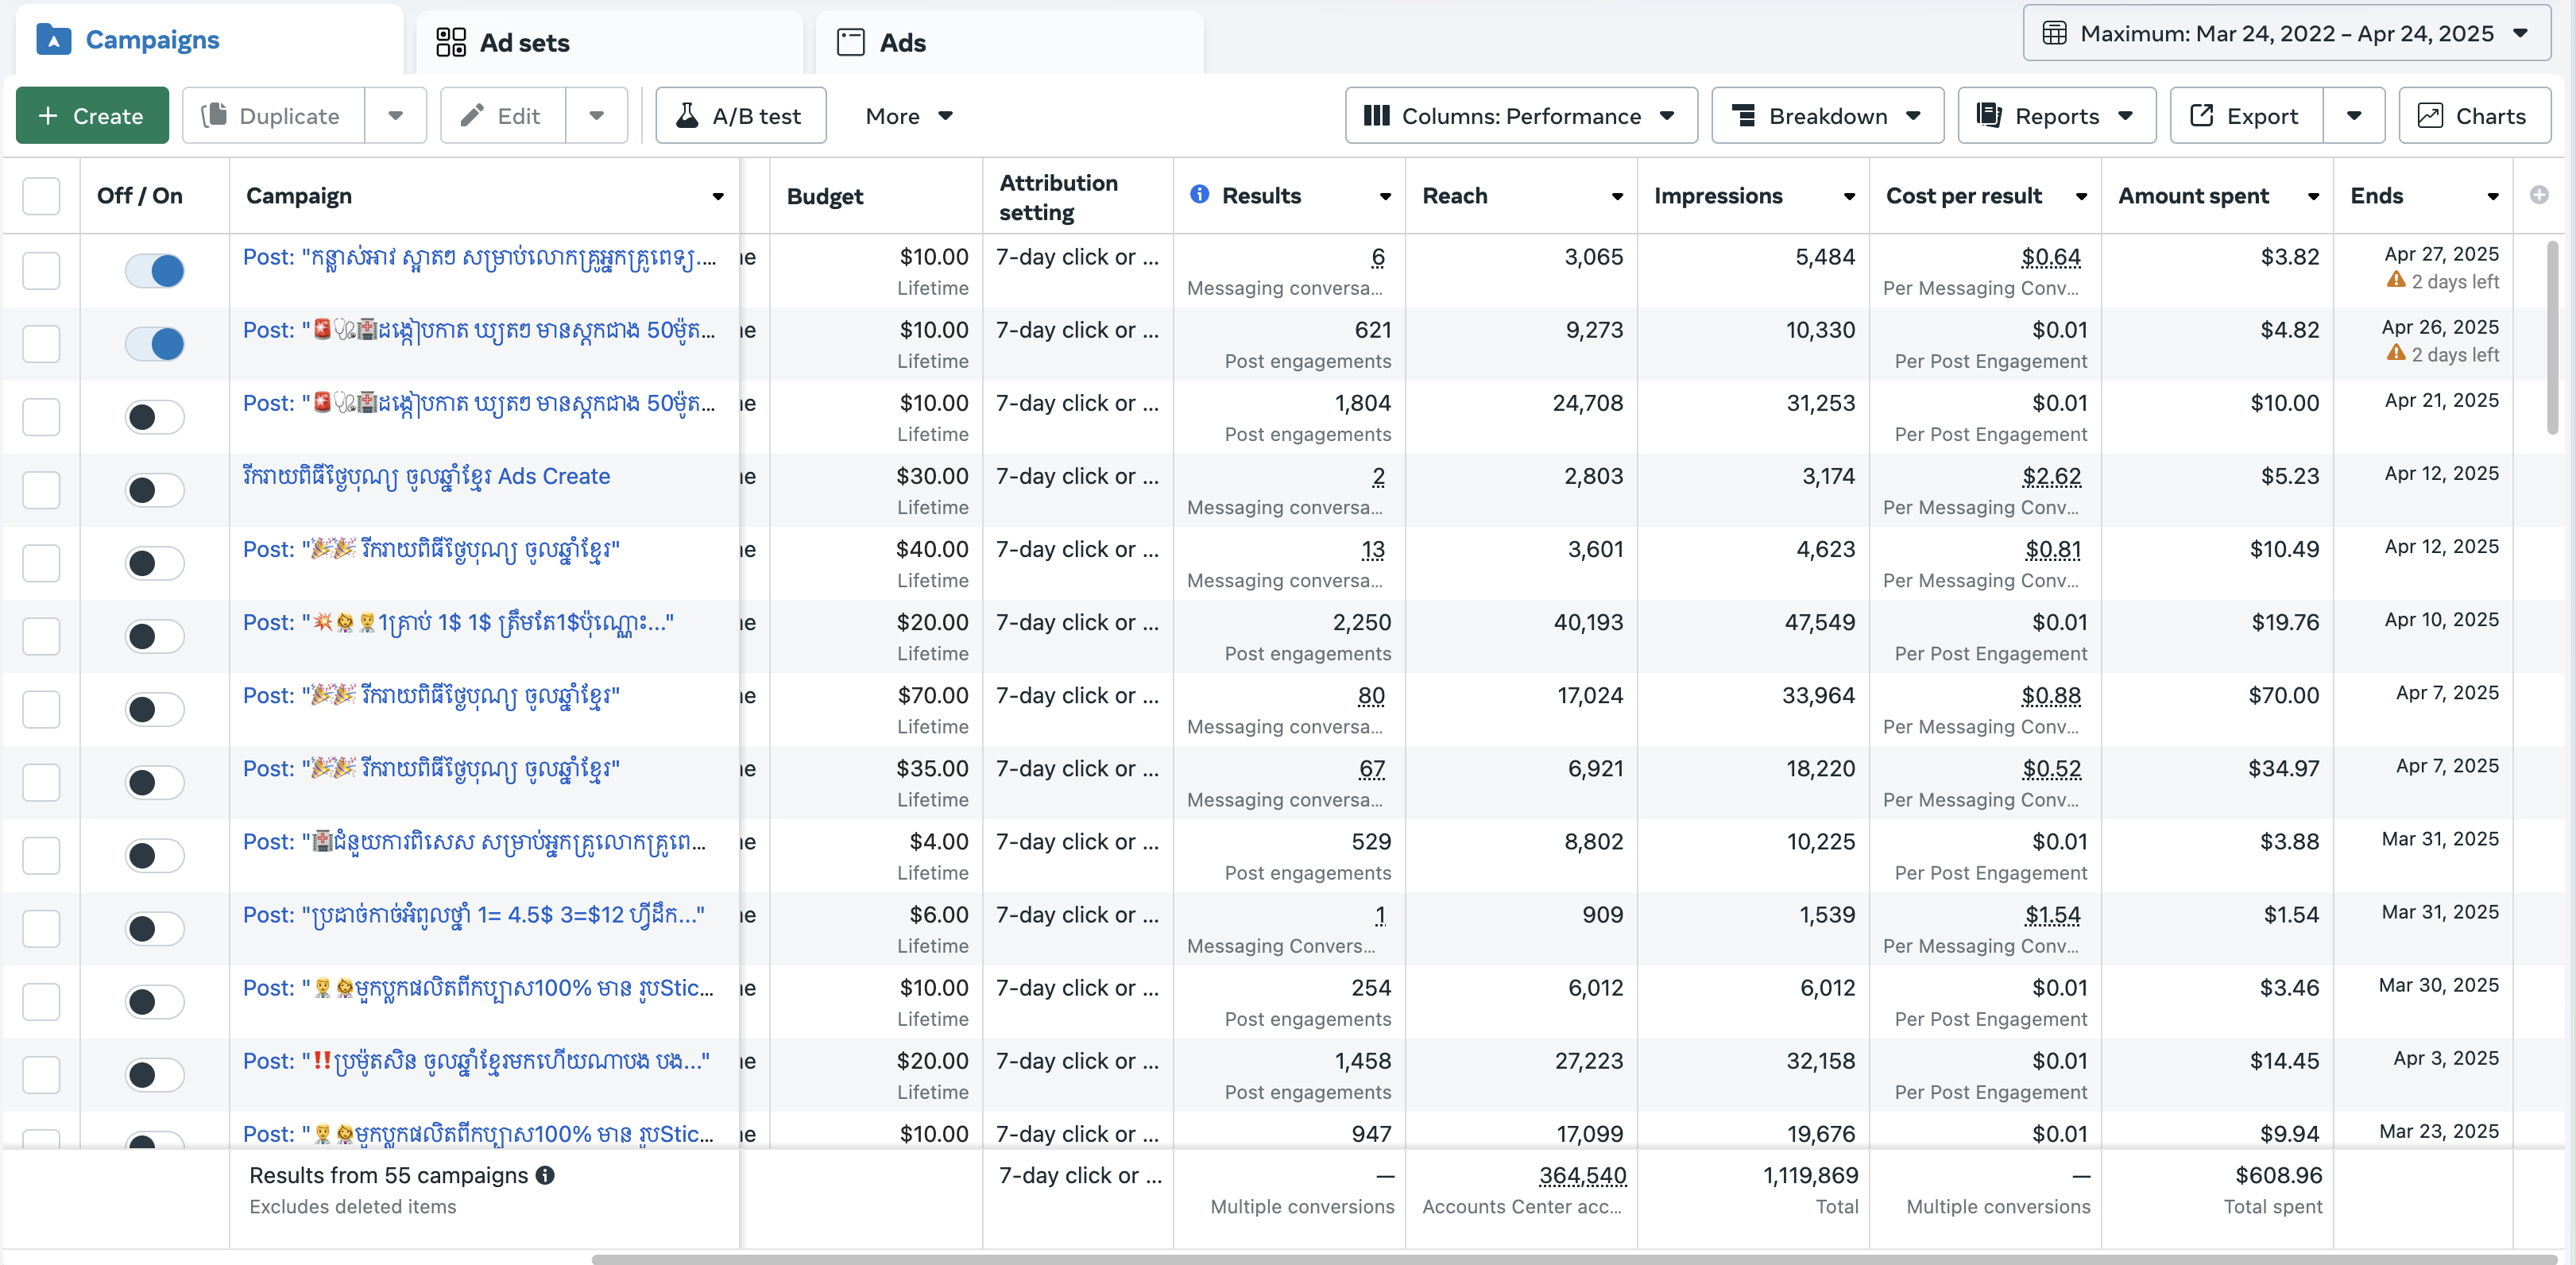 Campaigns
Ad sets
Ads
Maximum: Mar 24, 2022 – Apr 24, 2025
Create
Duplicate
Edit
A/B test
More
Columns: Performance
Breakdown
Reports
Export
Charts
Off / On Campaign Budget Attribution setting Results Reach Impressions Cost per result Amount spent Ends
Post: "កន្លាស់អាវ ស្អាតៗ សម្រាប់លោកគ្រូអ្នកគ្រូពេទ្យ.... $10.00 7-day click or ... 6 3,065 5,484 $0.64 $3.82 Apr 27, 2025
Lifetime Messaging conversa... Per Messaging Conv... 2 days left
Post: "🚨🩺🏥ដង្កៀបកាត ឃ្យូតៗ មានស្តុកជាង 50ម៉ូត... $10.00 7-day click or ... 621 9,273 10,330 $0.01 $4.82 Apr 26, 2025
Lifetime Post engagements Per Post Engagement 2 days left
Post: "🚨🩺🏥ដង្កៀបកាត ឃ្យូតៗ មានស្តុកជាង 50ម៉ូត... $10.00 7-day click or ... 1,804 24,708 31,253 $0.01 $10.00 Apr 21, 2025
Lifetime Post engagements Per Post Engagement
រីករាយពិធីថ្ងៃបុណ្យ ចូលឆ្នាំខ្មែរ Ads Create $30.00 7-day click or ... 2 2,803 3,174 $2.62 $5.23 Apr 12, 2025
Lifetime Messaging conversa... Per Messaging Conv...
Post: "🎉🎉 រីករាយពិធីថ្ងៃបុណ្យ ចូលឆ្នាំខ្មែរ" $40.00 7-day click or ... 13 3,601 4,623 $0.81 $10.49 Apr 12, 2025
Lifetime Messaging conversa... Per Messaging Conv...
Post: "💥👩‍⚕️👨‍⚕️1គ្រាប់ 1$ 1$ ត្រឹមតែ1$ប៉ុណ្ណោះ..." $20.00 7-day click or ... 2,250 40,193 47,549 $0.01 $19.76 Apr 10, 2025
Lifetime Post engagements Per Post Engagement
Post: "🎉🎉 រីករាយពិធីថ្ងៃបុណ្យ ចូលឆ្នាំខ្មែរ" $70.00 7-day click or ... 80 17,024 33,964 $0.88 $70.00 Apr 7, 2025
Lifetime Messaging conversa... Per Messaging Conv...
Post: "🎉🎉 រីករាយពិធីថ្ងៃបុណ្យ ចូលឆ្នាំខ្មែរ" $35.00 7-day click or ... 67 6,921 18,220 $0.52 $34.97 Apr 7, 2025
Lifetime Messaging conversa... Per Messaging Conv...
Post: "🏥ជំនួយការពិសេស សម្រាប់អ្នកគ្រូលោកគ្រូពេ... $4.00 7-day click or ... 529 8,802 10,225 $0.01 $3.88 Mar 31, 2025
Lifetime Post engagements Per Post Engagement
Post: "ប្រដាច់កាច់អំពូលថ្នាំ 1= 4.5$ 3=$12 ហ្វីដឹក..." $6.00 7-day click or ... 1 909 1,539 $1.54 $1.54 Mar 31, 2025
Lifetime Messaging Convers... Per Messaging Conv...
Post: "👨‍⚕️👩‍⚕️មួកប្លុកផលិតពីកប្បាស100% មាន រូបStic... $10.00 7-day click or ... 254 6,012 6,012 $0.01 $3.46 Mar 30, 2025
Lifetime Post engagements Per Post Engagement
Post: "‼️ប្រម៉ូតសិន ចូលឆ្នាំខ្មែរមកហើយណាបង បង..." $20.00 7-day click or ... 1,458 27,223 32,158 $0.01 $14.45 Apr 3, 2025
Lifetime Post engagements Per Post Engagement
Post: "👨‍⚕️👩‍⚕️មួកប្លុកផលិតពីកប្បាស100% មាន រូបStic... $10.00 7-day click or ... 947 17,099 19,676 $0.01 $9.94 Mar 23, 2025
Results from 55 campaigns 7-day click or ... — 364,540 1,119,869 — $608.96
Excludes deleted items Multiple conversions Accounts Center acc... Total Multiple conversions Total spent